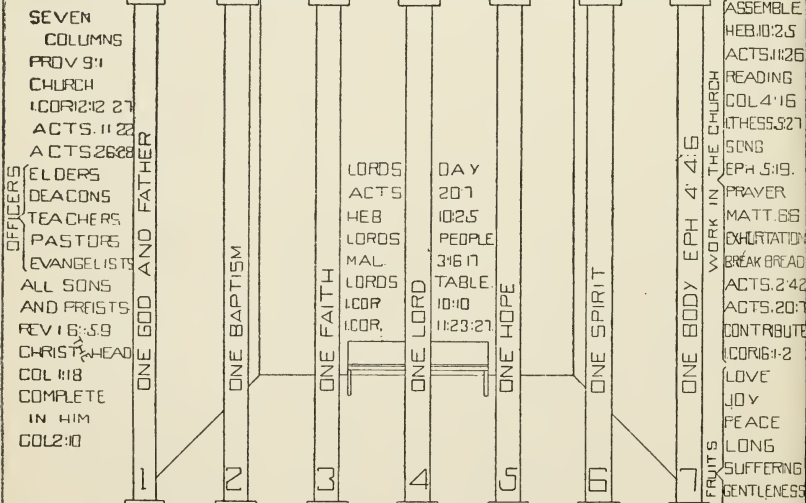 SEVEN
COLUMNS
PROV 9:1
CHURCH
1.COR12:12 27
ACTS. 11 22
ACTS 2628
OFFICERS
ELDERS
DEACONS
TEACHERS
PASTORS
EVANGELISTS
ALL SONS
AND PREISTS
REV 1 6:-5.9
CHRIST HEAD
COL 1:18
COMPLETE
IN HIM
COL2:10
ONE GOD AND FATHER
1
ONE BAPTISM
2
ONE FAITH
3
LORDS DAY
ACTS 20:7
HEB 10:25
LORDS PEOPLE
MAL. 3:16 17
LORDS TABLE.
1.COR 10:10
1.COR. 11:23:27
ONE LORD
4
ONE HOPE
5
ONE SPIRIT
6
ONE BODY EPH 4: 4:6
7
WORK IN THE CHURCH
ASSEMBLE
HEB.10:25
ACTS.11:26
READING
COL 4:16
1.THESS.5:27
SONG
EPH 5:19.
PRAYER
MATT.6:6
EXHORTATION
BREAK BREAD
ACTS.2:42
ACTS.20:7
CONTRIBUTE
1.COR16:1-2
FRUITS
LOVE
JOY
PEACE
LONG
SUFFERING
GENTLENESS